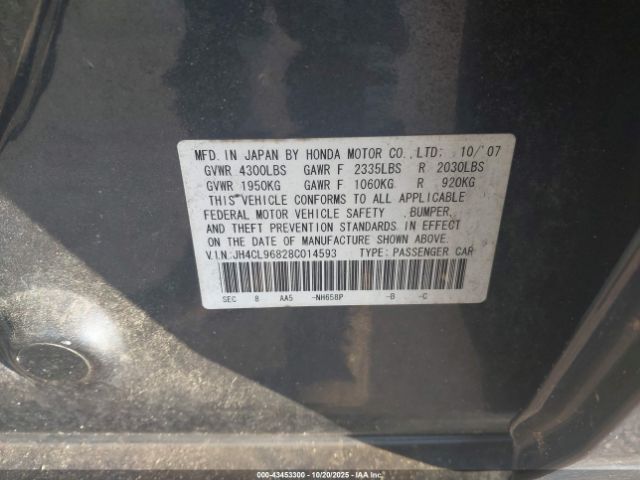 MFD. IN JAPAN BY HONDA MOTOR CO., LTD. 10/'07
GVWR 4300LBS GAWR F 2335LBS R 2030LBS
GVWR 1950KG GAWR F 1060KG R 920KG
THIS VEHICLE CONFORMS TO ALL APPLICABLE
FEDERAL MOTOR VEHICLE SAFETY , BUMPER,
AND THEFT PREVENTION STANDARDS IN EFFECT
ON THE DATE OF MANUFACTURE SHOWN ABOVE.
V.I.N.:JH4CL96828C014593 TYPE: PASSENGER CAR
SEC 8 AA5 -NH658P -B -C
000-43453300 - 10/20/2025 - IAAI.COM